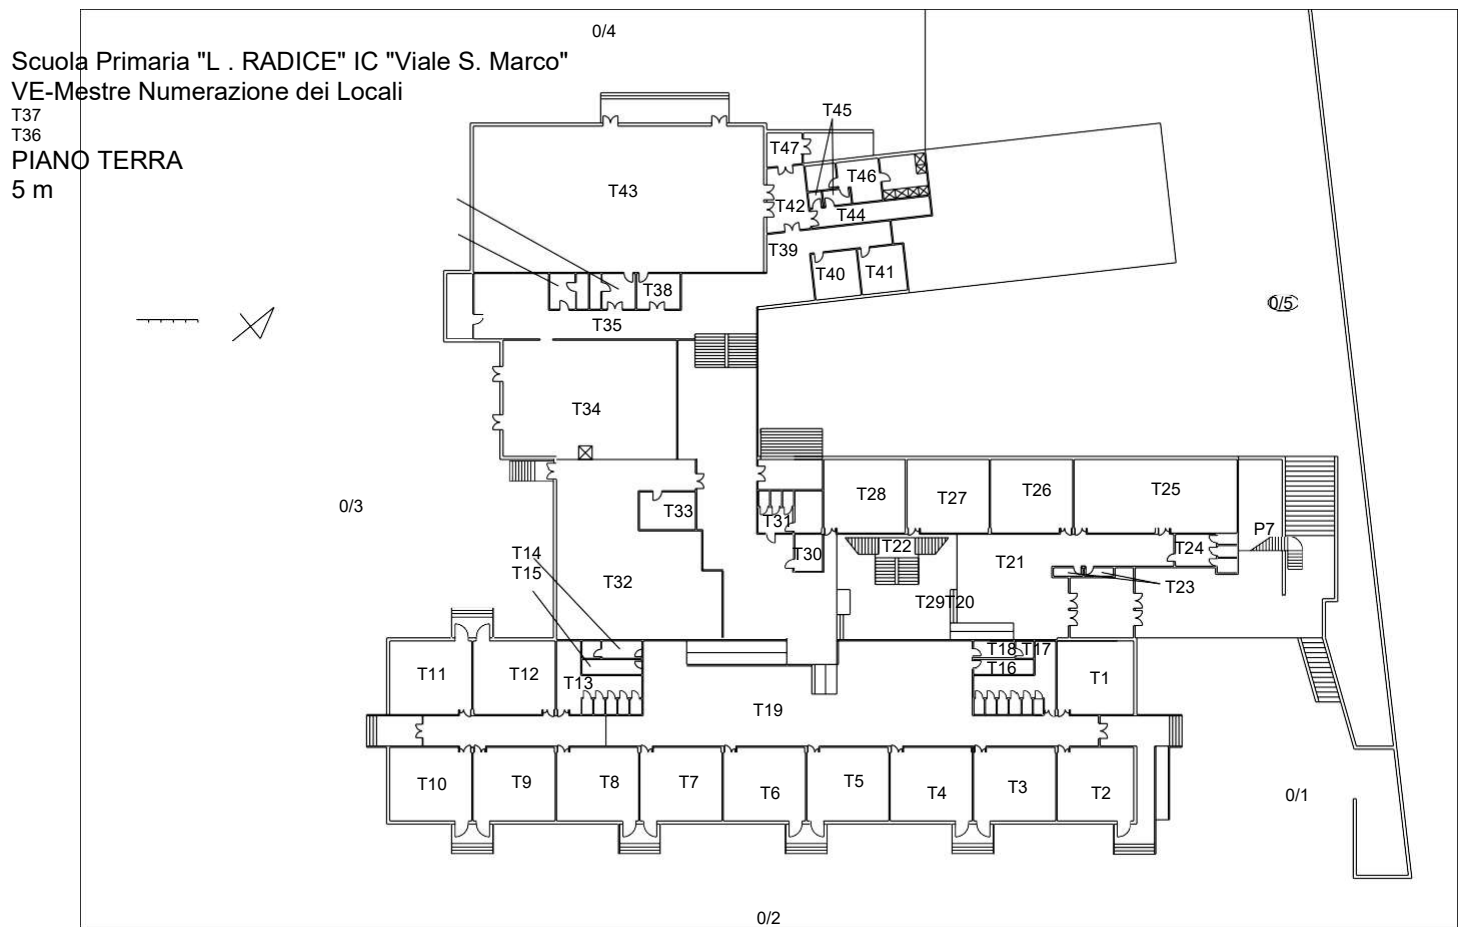 0/4
Scuola Primaria "L . RADICE" IC "Viale S. Marco"
VE-Mestre Numerazione dei Locali
T37
T36
PIANO TERRA
5 m
T45
T47
T46
T43
T42
T44
T39
T40
T41
T38
T35
0/5
T34
T28
T27
T26
T25
0/3
T33
T31
P7
T14
T30
T22
T24
T15
T32
T21
T23
T29
T20
T11
T12
T13
T18
T17
T16
T1
T19
T10
T9
T8
T7
T6
T5
T4
T3
T2
0/1
0/2